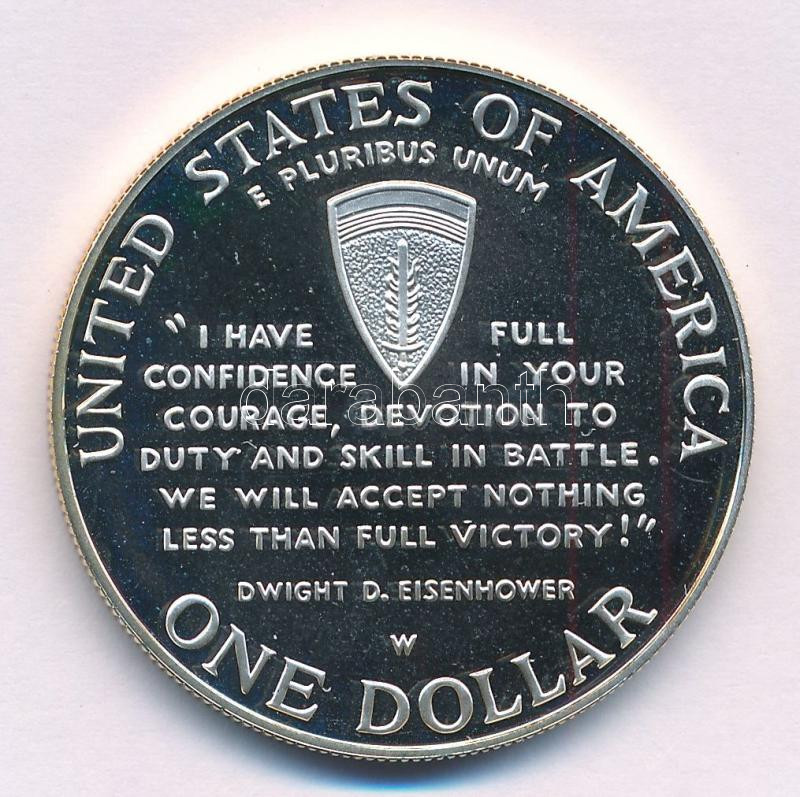 UNITED STATES OF AMERICA
E PLURIBUS UNUM
"I HAVE FULL
CONFIDENCE IN YOUR
COURAGE, DEVOTION TO
DUTY AND SKILL IN BATTLE.
WE WILL ACCEPT NOTHING
LESS THAN FULL VICTORY!"
DWIGHT D. EISENHOWER
W
ONE DOLLAR
darabanth